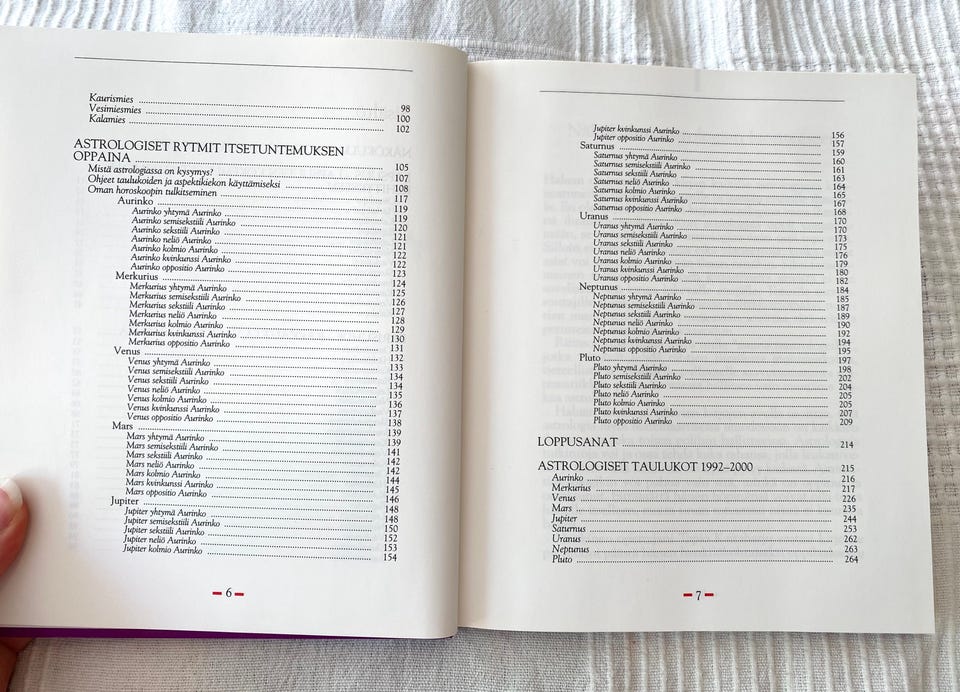 Kaurismies 98
Vesimiesmies 100
Kalamies 102
ASTROLOGISET RYTMIT ITSETUNTEMUKSEN
OPPAINA 105
Mistä astrologiassa on kysymys? 107
Ohjeet taulukoiden ja aspektikiekon käyttämiseksi 108
Oman horoskoopin tulkitseminen 117
Aurinko 119
Aurinko yhtymä Aurinko 119
Aurinko semisekstiili Aurinko 120
Aurinko sekstiili Aurinko 121
Aurinko neliö Aurinko 121
Aurinko kolmio Aurinko 122
Aurinko kvinkunssi Aurinko 122
Aurinko oppositio Aurinko 123
Merkurius 124
Merkurius yhtymä Aurinko 125
Merkurius semisekstiili Aurinko 126
Merkurius sekstiili Aurinko 127
Merkurius neliö Aurinko 128
Merkurius kolmio Aurinko 129
Merkurius kvinkunssi Aurinko 130
Merkurius oppositio Aurinko 131
Venus 132
Venus yhtymä Aurinko 133
Venus semisekstiili Aurinko 134
Venus sekstiili Aurinko 134
Venus neliö Aurinko 135
Venus kolmio Aurinko 136
Venus kvinkunssi Aurinko 137
Venus oppositio Aurinko 138
Mars 139
Mars yhtymä Aurinko 139
Mars semisekstiili Aurinko 141
Mars sekstiili Aurinko 142
Mars neliö Aurinko 142
Mars kolmio Aurinko 144
Mars kvinkunssi Aurinko 145
Mars oppositio Aurinko 146
Jupiter 148
Jupiter yhtymä Aurinko 148
Jupiter semisekstiili Aurinko 150
Jupiter sekstiili Aurinko 152
Jupiter neliö Aurinko 153
Jupiter kolmio Aurinko 154
6
Jupiter kvinkunssi Aurinko 156
Jupiter oppositio Aurinko 157
Saturnus 159
Saturnus yhtymä Aurinko 160
Saturnus semisekstiili Aurinko 161
Saturnus sekstiili Aurinko 163
Saturnus neliö Aurinko 164
Saturnus kolmio Aurinko 165
Saturnus kvinkunssi Aurinko 167
Saturnus oppositio Aurinko 168
Uranus 170
Uranus yhtymä Aurinko 170
Uranus semisekstiili Aurinko 173
Uranus sekstiili Aurinko 175
Uranus neliö Aurinko 176
Uranus kolmio Aurinko 179
Uranus kvinkunssi Aurinko 180
Uranus oppositio Aurinko 182
Neptunus 184
Neptunus yhtymä Aurinko 185
Neptunus semisekstiili Aurinko 187
Neptunus sekstiili Aurinko 189
Neptunus neliö Aurinko 190
Neptunus kolmio Aurinko 192
Neptunus kvinkunssi Aurinko 194
Neptunus oppositio Aurinko 195
Pluto 197
Pluto yhtymä Aurinko 198
Pluto semisekstiili Aurinko 202
Pluto sekstiili Aurinko 204
Pluto neliö Aurinko 205
Pluto kolmio Aurinko 205
Pluto kvinkunssi Aurinko 207
Pluto oppositio Aurinko 209
LOPPUSANAT 214
ASTROLOGISET TAULUKOT 1992–2000 215
Aurinko 216
Merkurius 217
Venus 226
Mars 235
Jupiter 244
Saturnus 253
Uranus 262
Neptunus 263
Pluto 264
7